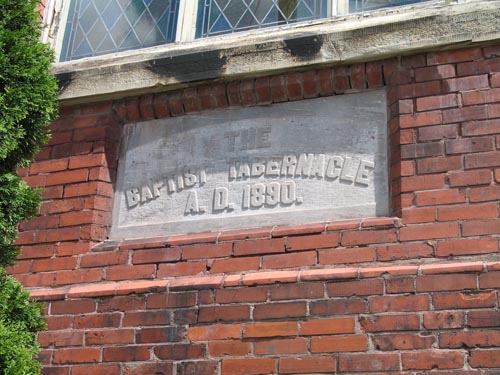 THE
BAPTIST TABERNACLE
A. D. 1890.